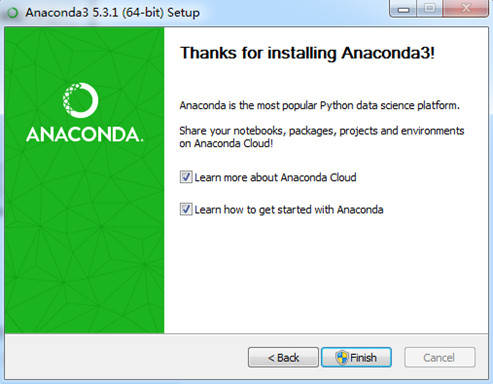 Anaconda3 5.3.1 (64-bit) Setup
Thanks for installing Anaconda3!
Anaconda is the most popular Python data science platform.
Share your notebooks, packages, projects and environments
on Anaconda Cloud!
ANACONDA.
Learn more about Anaconda Cloud
Learn how to get started with Anaconda
< Back
Finish
Cancel